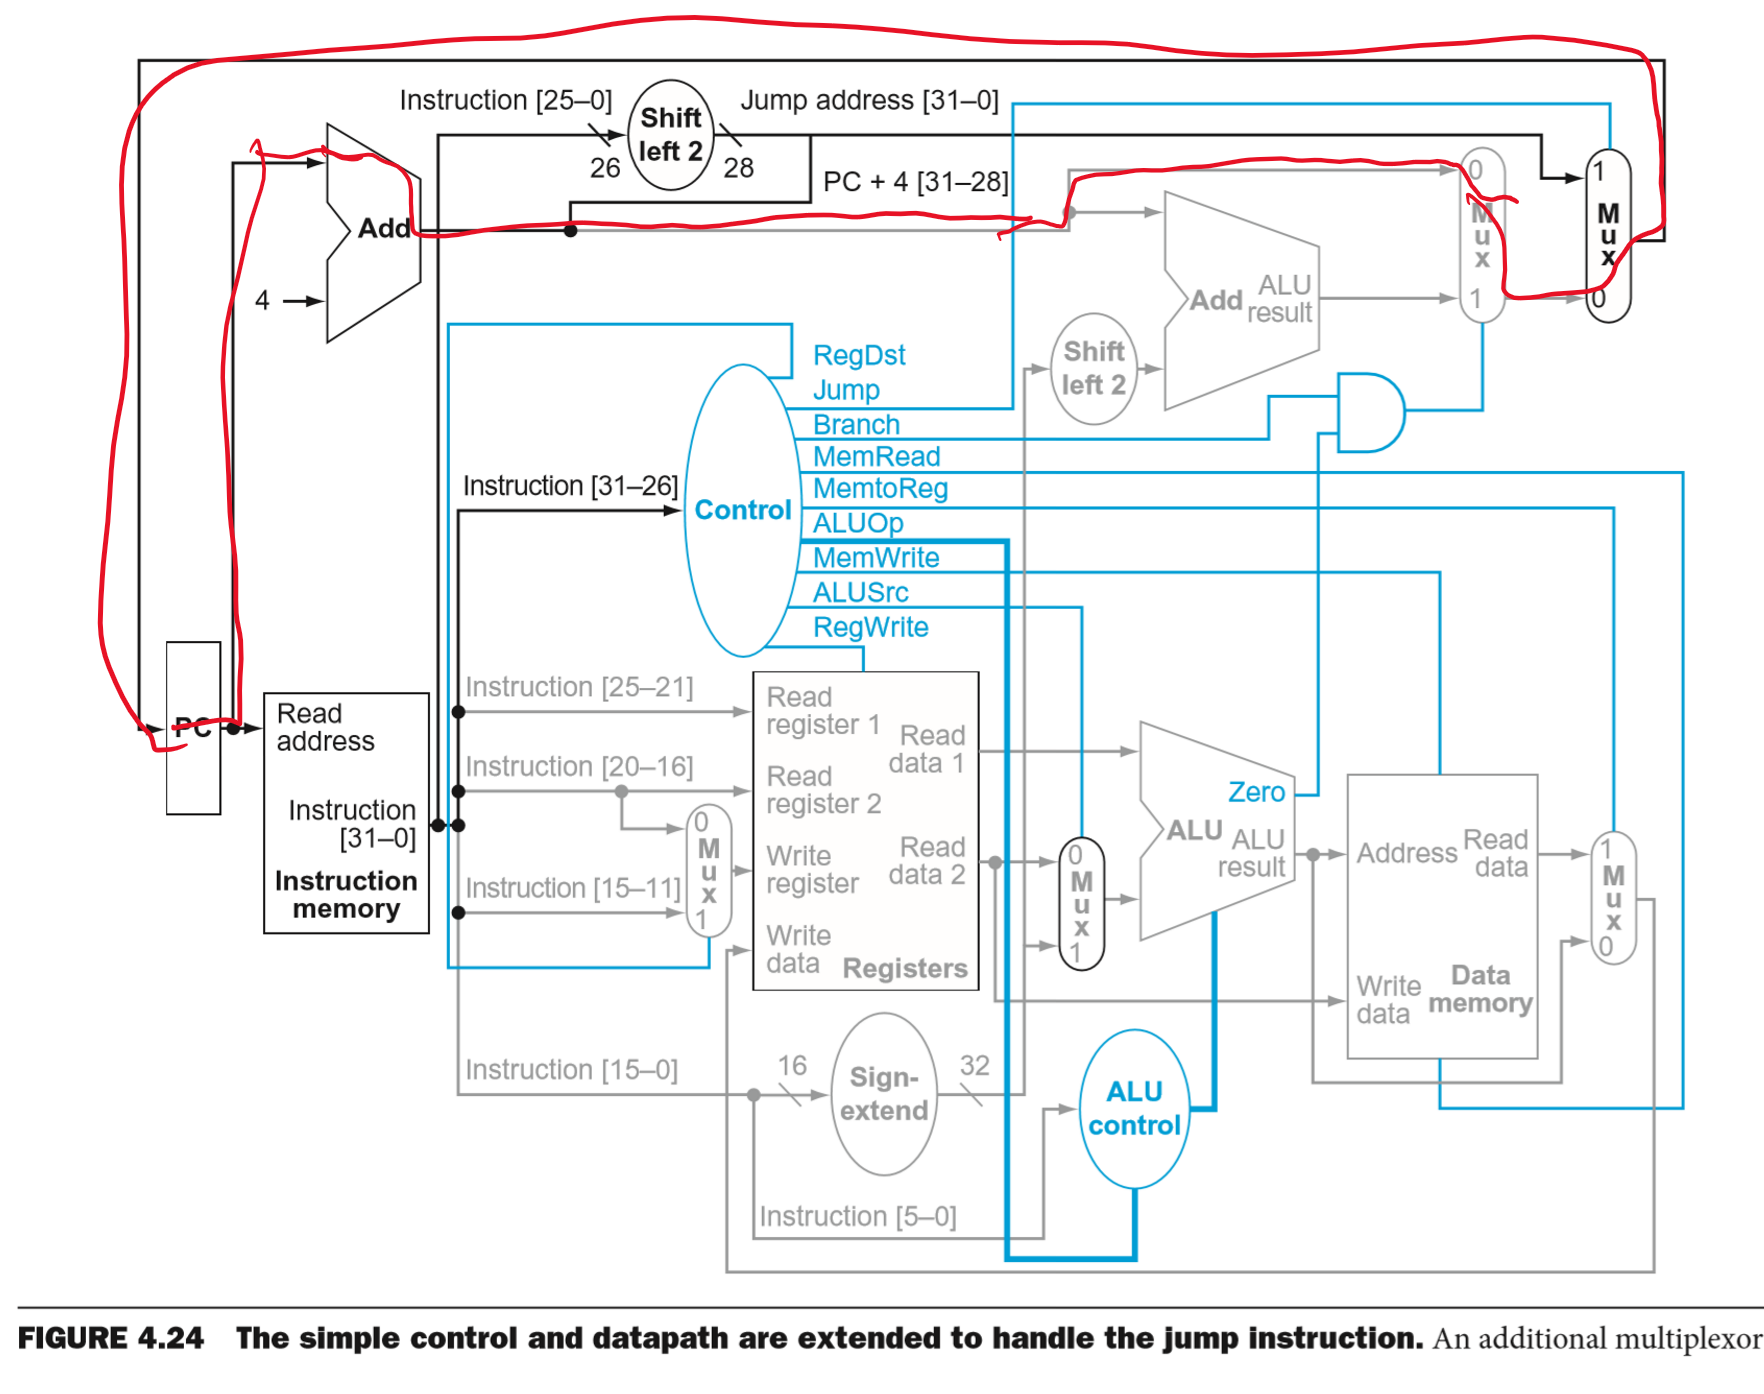 Instruction [25–0]
Shift
left 2
Jump address [31–0]
26
28
PC + 4 [31–28]
Add
4
0
M
u
x
1
1
M
u
x
0
Add
ALU
result
Shift
left 2
RegDst
Jump
Branch
MemRead
MemtoReg
ALUOp
MemWrite
ALUSrc
RegWrite
Control
Instruction [31–26]
PC
Read
address
Instruction
[31–0]
Instruction
memory
Instruction [25–21]
Instruction [20–16]
Instruction [15–11]
0
M
u
x
1
Read
register 1
Read
register 2
Write
register
Write
data
Read
data 1
Read
data 2
Registers
0
M
u
x
1
Zero
ALU
ALU
result
Address
Read
data
Write
data
Data
memory
1
M
u
x
0
Instruction [15–0]
16
Sign-
extend
32
ALU
control
Instruction [5–0]
FIGURE 4.24 The simple control and datapath are extended to handle the jump instruction. An additional multiplexor